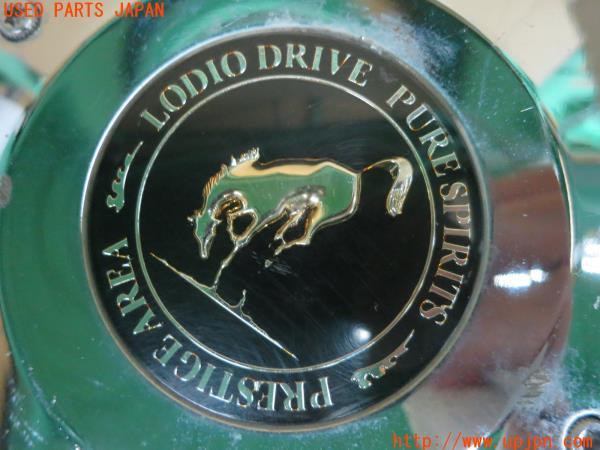 USED PARTS JAPAN
LODIO DRIVE
PURE SPIRITS
PRESTIGE AREA
http://www.upjpn.com/